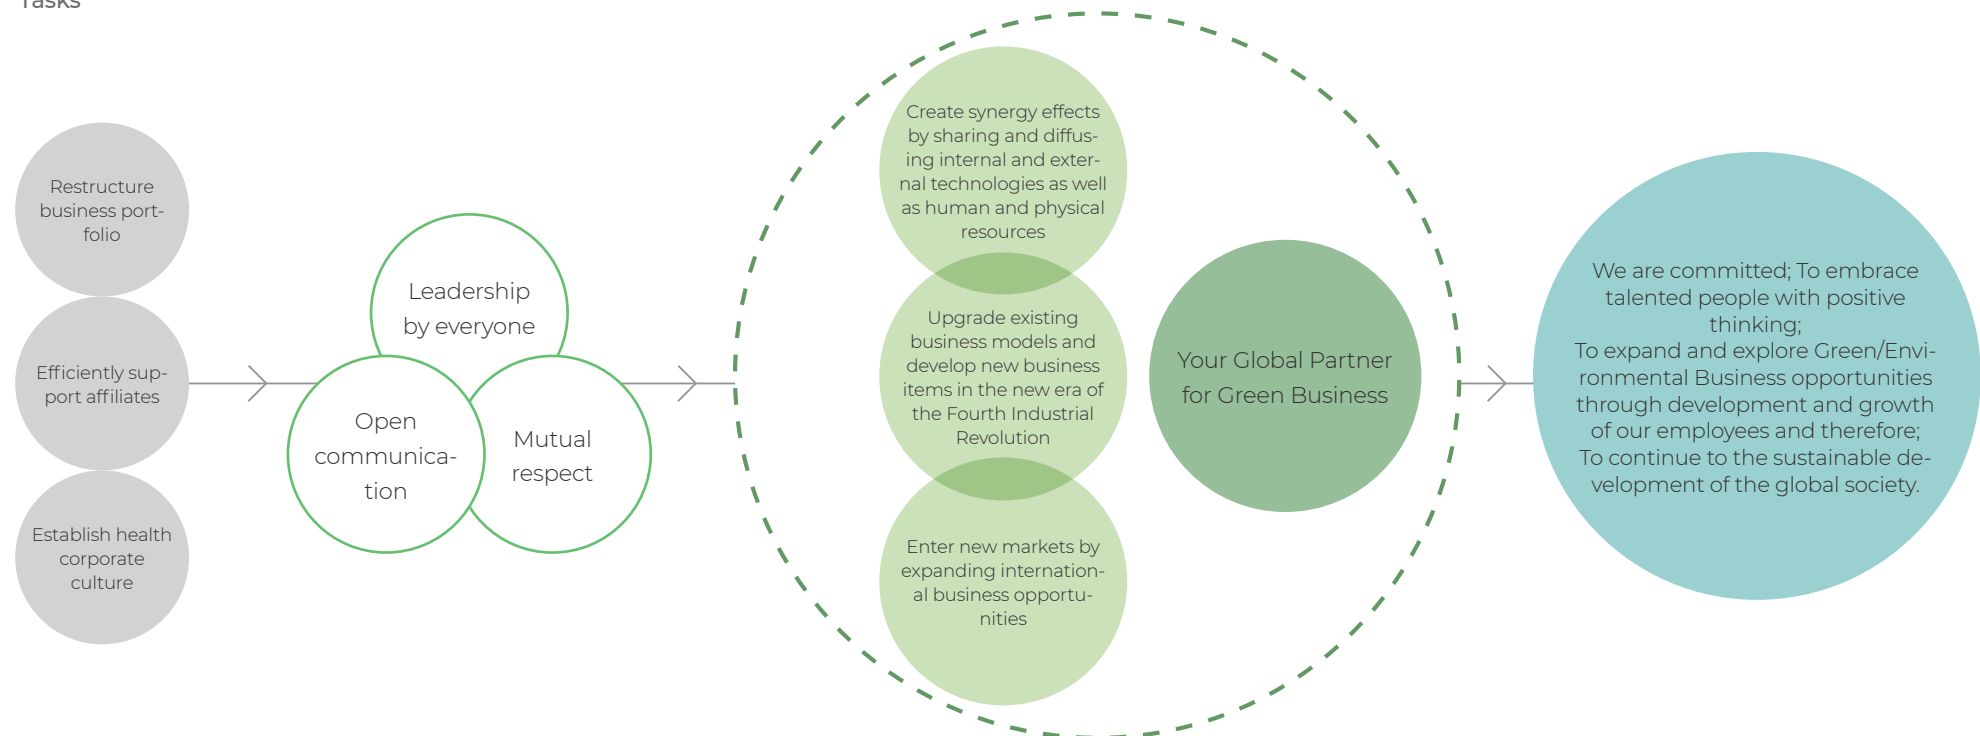 Tasks
Restructure
business port-
folio
Efficiently sup-
port affiliates
Establish health
corporate
culture
Leadership
by everyone
Open
communica-
tion
Mutual
respect
Create synergy effects
by sharing and diffus-
ing internal and exter-
nal technologies as well
as human and physical
resources
Upgrade existing
business models and
develop new business
items in the new era of
the Fourth Industrial
Revolution
Enter new markets by
expanding internation-
al business opportu-
nities
Your Global Partner
for Green Business
We are committed; To embrace
talented people with positive
thinking;
To expand and explore Green/Envi-
ronmental Business opportunities
through development and growth
of our employees and therefore;
To continue to the sustainable de-
velopment of the global society.